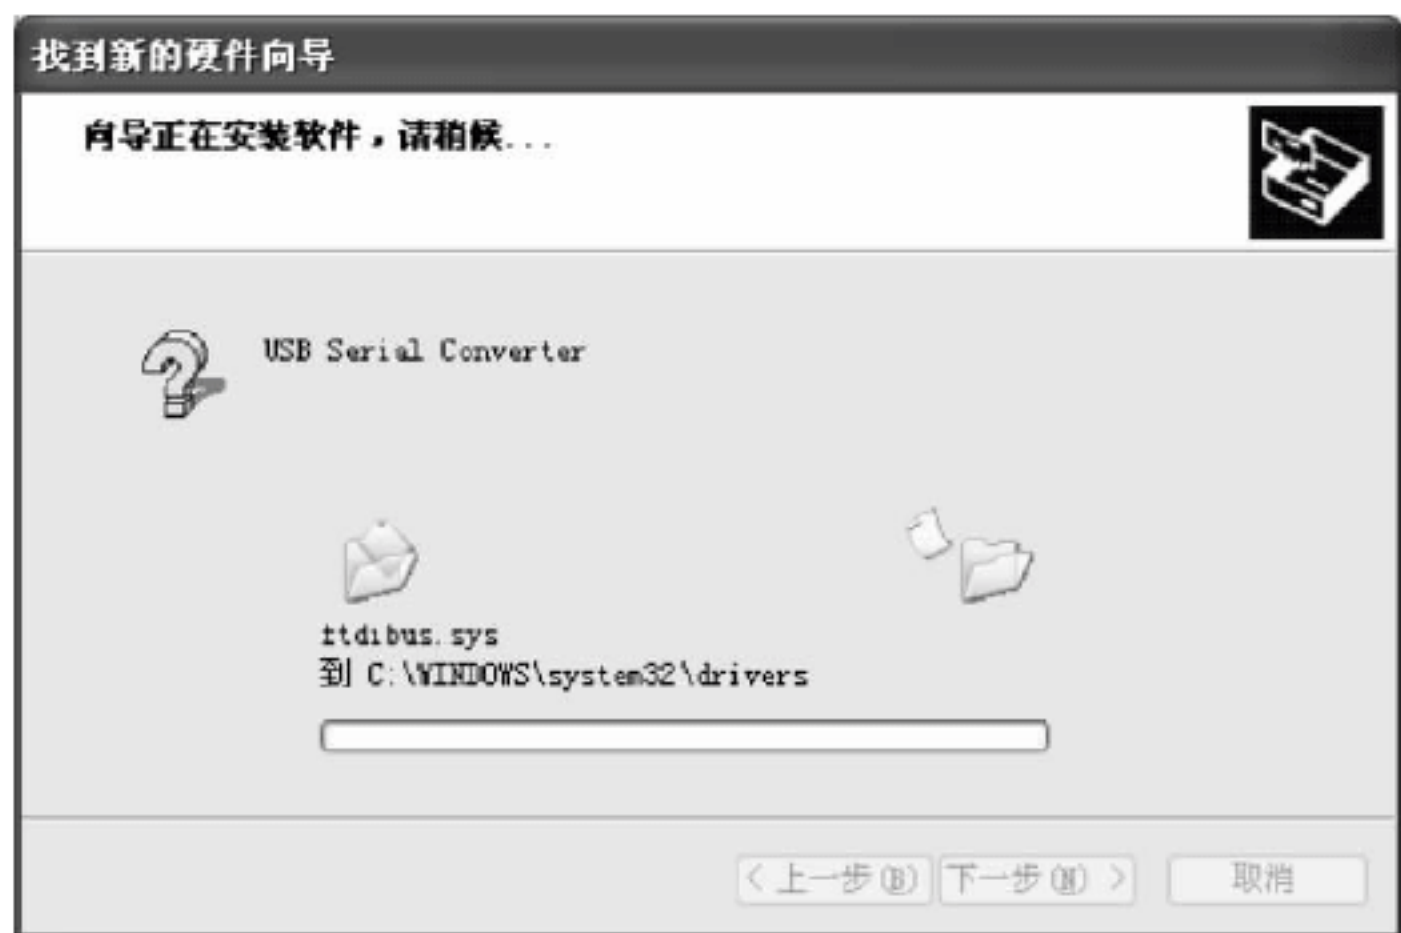 找到新的硬件向导
向导正在安装软件，请稍候...
USB Serial Converter
ftdibus.sys
到 C:\WINDOWS\system32\drivers
< 上一步(B) 下一步(N) > 取消